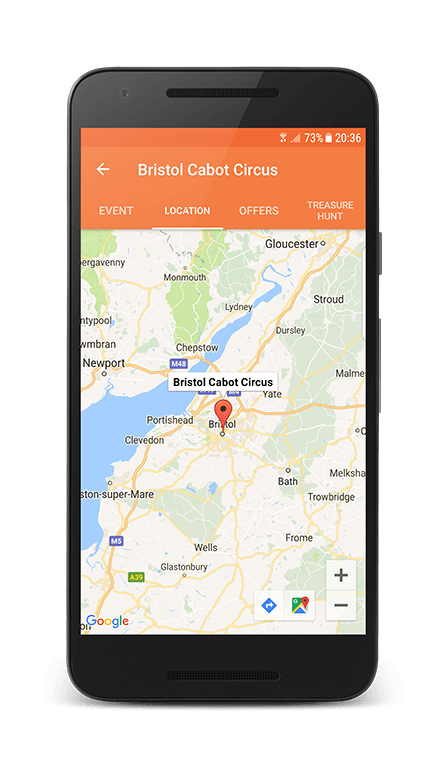 73% 20:36
Bristol Cabot Circus
EVENT
LOCATION
OFFERS
TREASURE
HUNT
Gloucester
ergavenny
Monmouth
Stroud
Lydney
ntypool
Dursley
wmbran
Chepstow
Newport
M48
Malme
Bristol Cabot Circus
Yate
Portishead
Bristol
Clevedon
Melksha
Bath
ston-super-Mare
Trowbridge
M5
Frome
Wells
Glastonbury
A39
+
−
Google